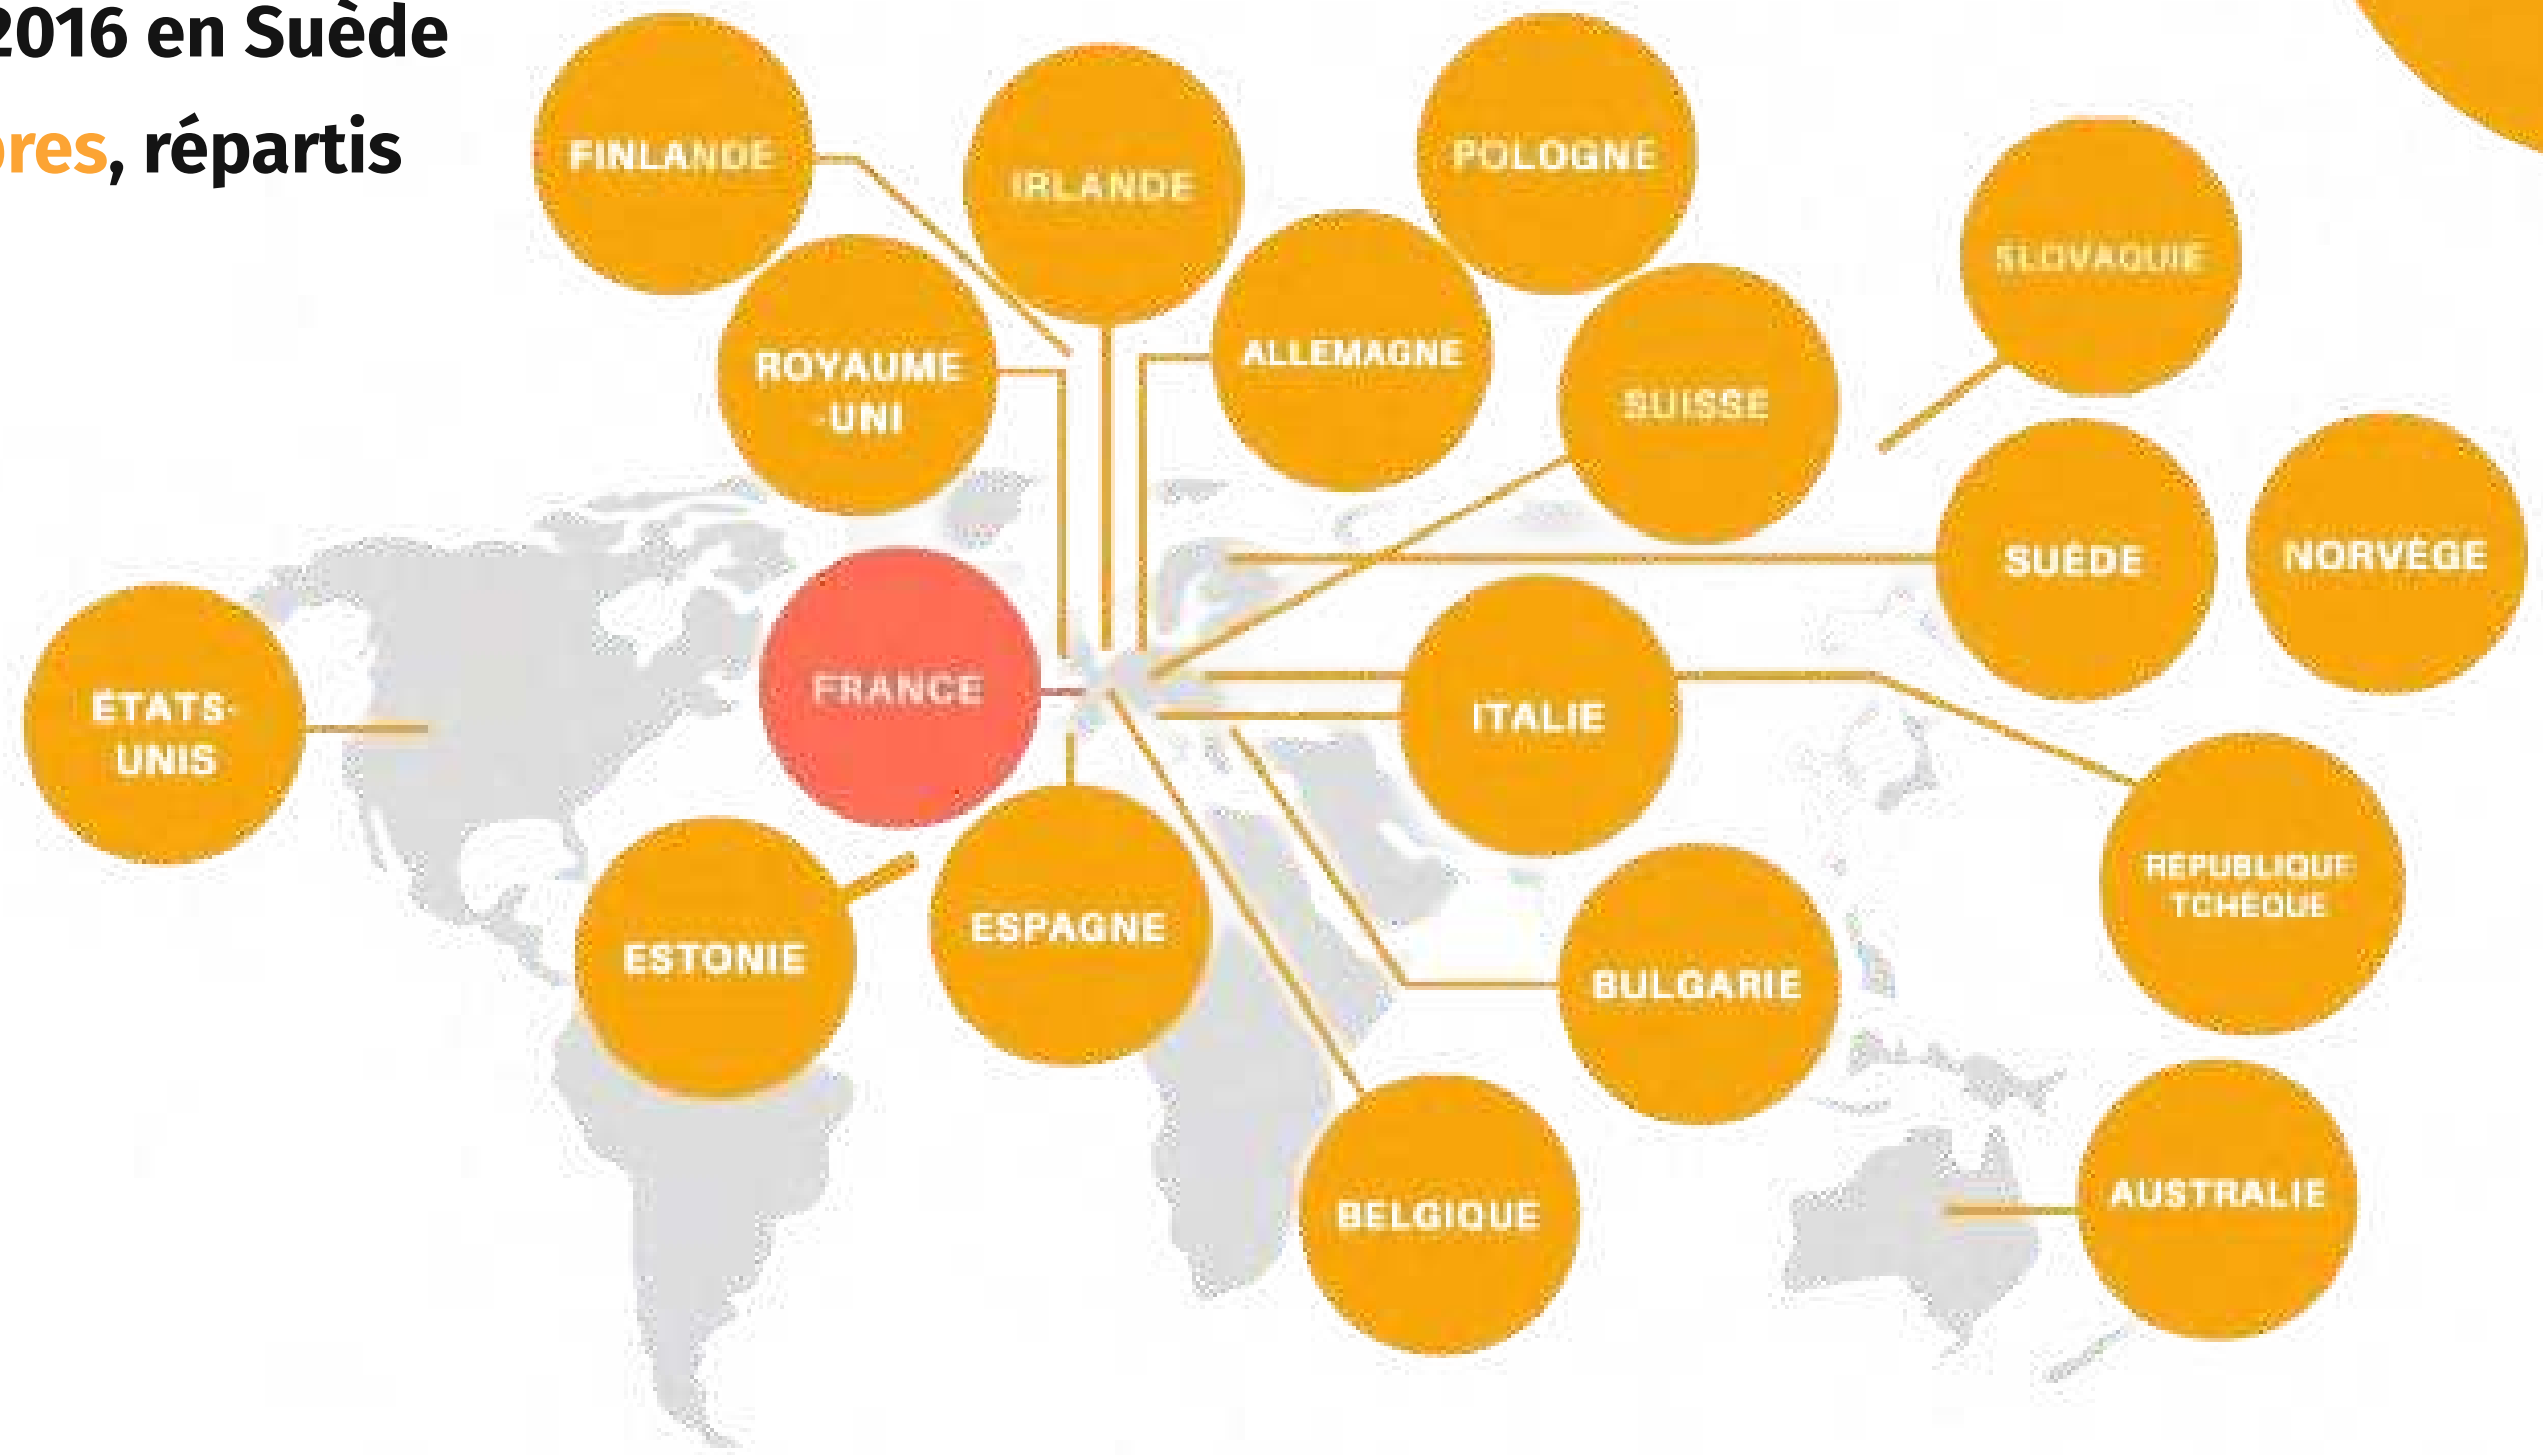 2016 en Suède
bres, répartis
FINLANDE
IRLANDE
POLOGNE
SLOVAQUIE
ROYAUME
-UNI
ALLEMAGNE
SUISSE
SUÈDE
NORVÈGE
FRANCE
ÉTATS-
UNIS
ITALIE
RÉPUBLIQUE
TCHÈQUE
ESTONIE
ESPAGNE
BULGARIE
BELGIQUE
AUSTRALIE